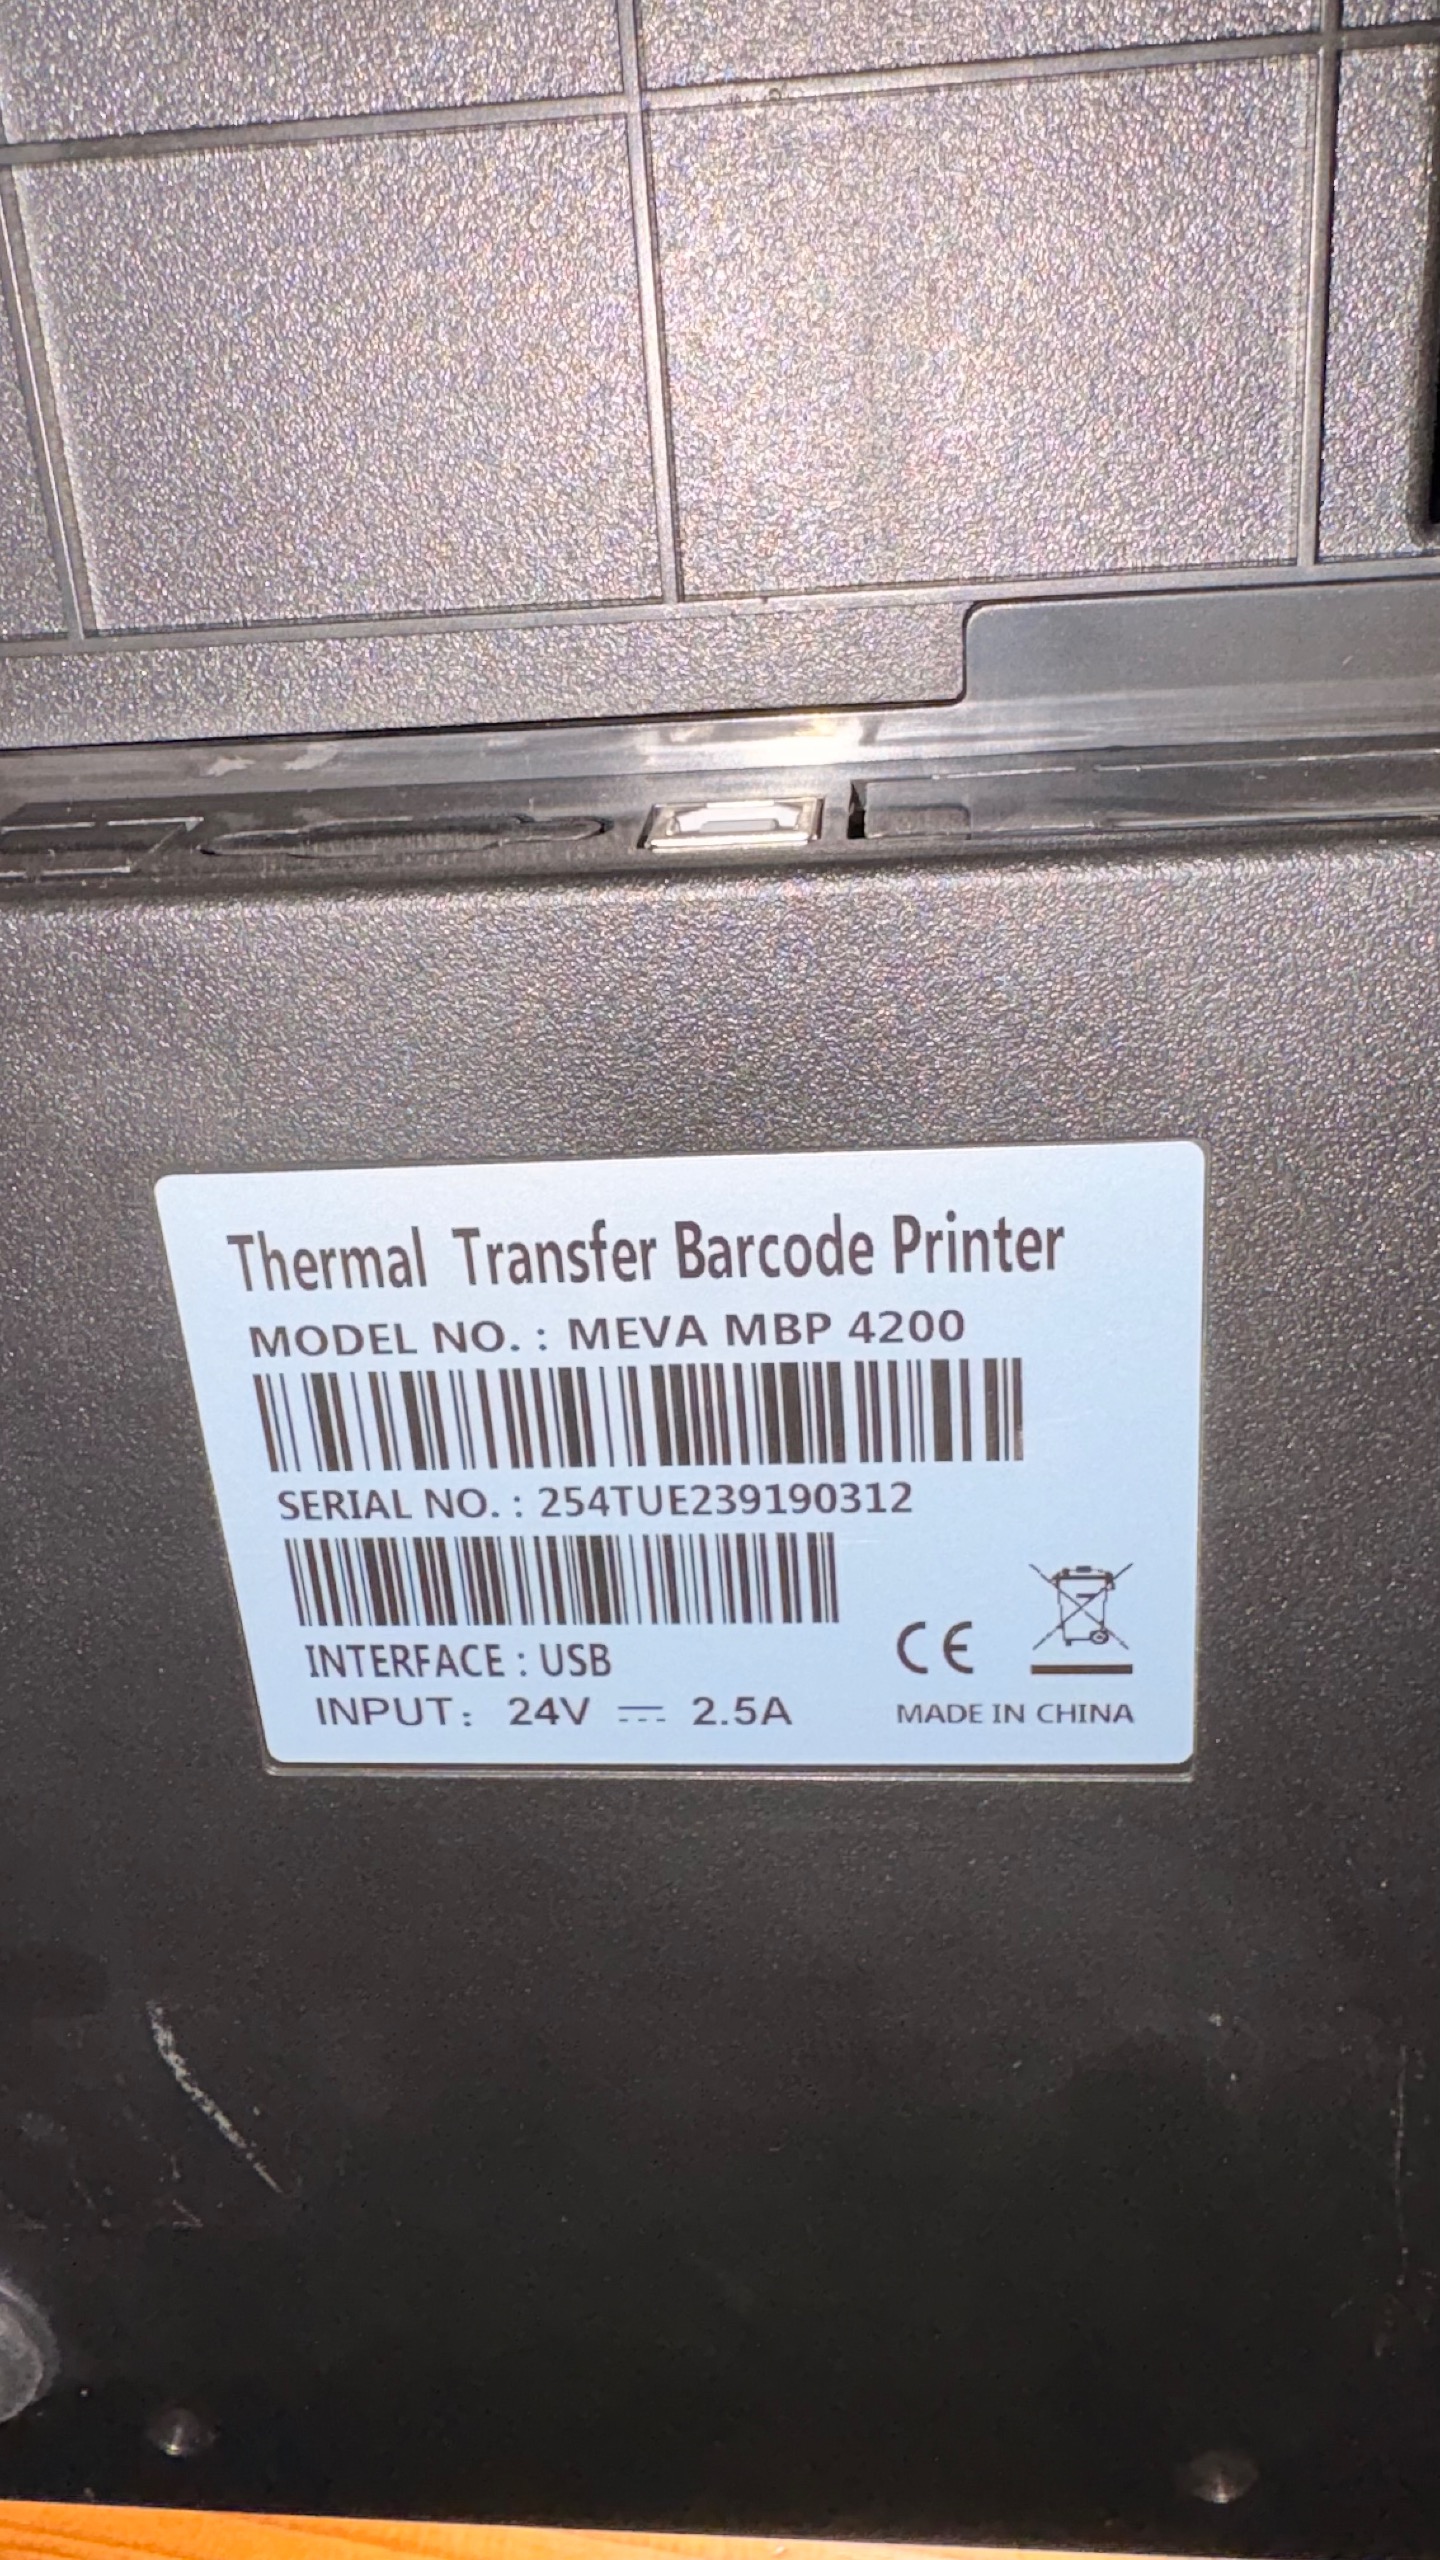 Thermal Transfer Barcode Printer
MODEL NO. : MEVA MBP 4200
SERIAL NO. : 254TUE239190312
INTERFACE : USB
INPUT: 24V ⎓ 2.5A
CE
MADE IN CHINA